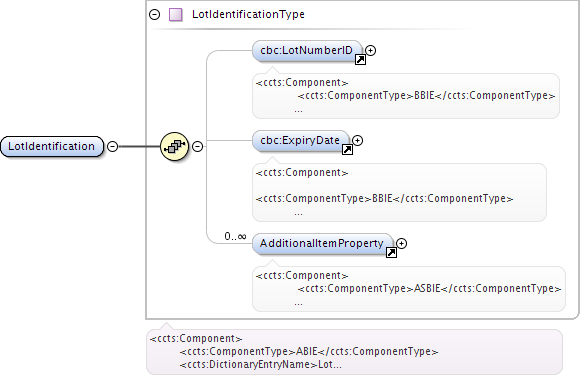 LotIdentificationType
cbc:LotNumberID
<ccts:Component>
<ccts:ComponentType>BBIE</ccts:ComponentType>
...
LotIdentification
cbc:ExpiryDate
<ccts:Component>
<ccts:ComponentType>BBIE</ccts:ComponentType>
...
0..∞
AdditionalItemProperty
<ccts:Component>
<ccts:ComponentType>ASBIE</ccts:ComponentType>
...
<ccts:Component>
<ccts:ComponentType>ABIE</ccts:ComponentType>
<ccts:DictionaryEntryName>Lot...